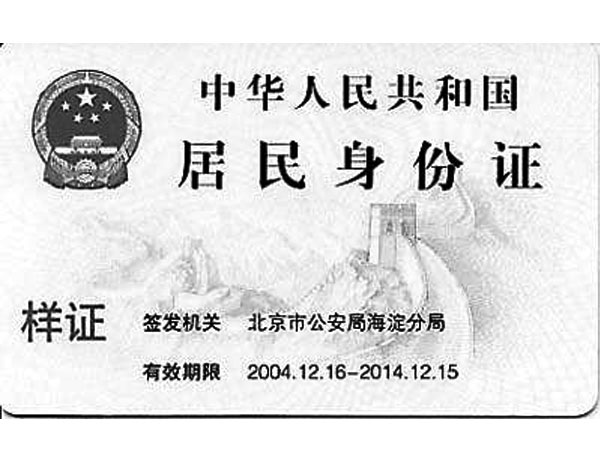 中华人民共和国
居民身份证
样证
签发机关 北京市公安局海淀分局
有效期限 2004.12.16-2014.12.15